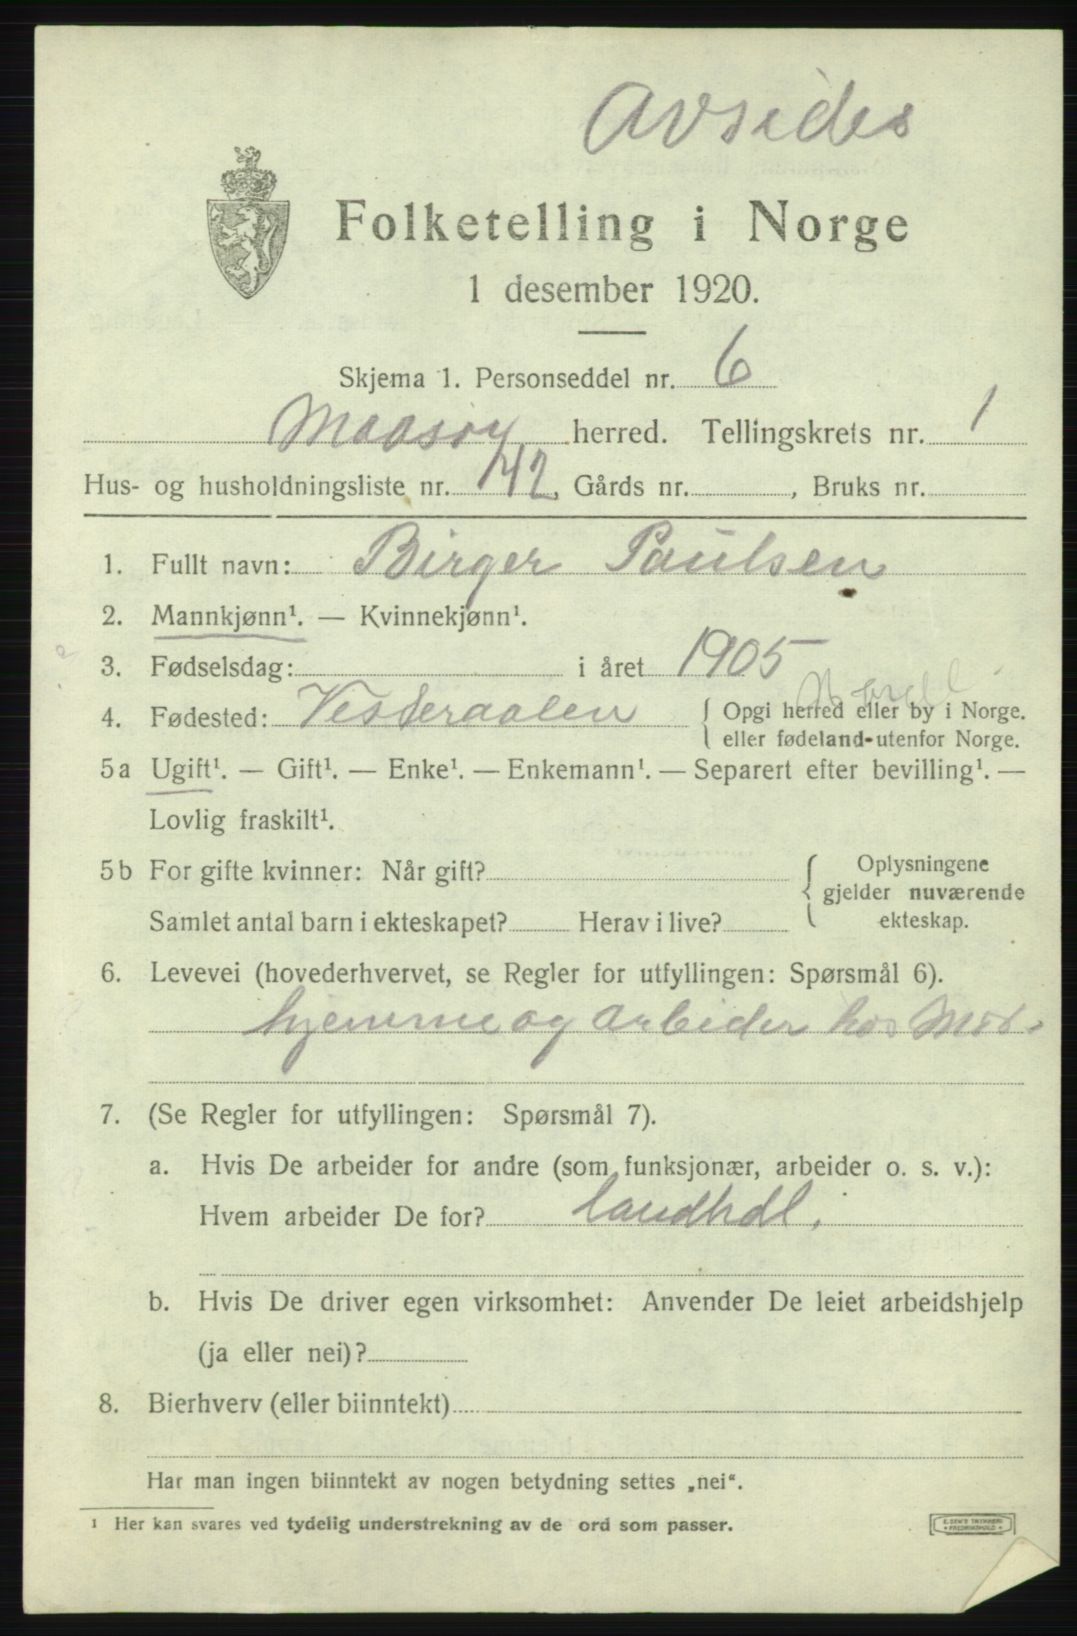 Avsides
Folketelling i Norge
1 desember 1920.
Skjema 1. Personseddel nr. 6
Maasøy herred. Tellingskrets nr. 1
Hus- og husholdningsliste nr. 142, Gårds nr. , Bruks nr.
1. Fullt navn: Birger Paulsen
2. Mannkjønn¹. — Kvinnekjønn¹.
3. Fødselsdag: i året 1905
4. Fødested: Vesteraalen { Opgi herred eller by i Norge.
eller fødeland utenfor Norge.
5a Ugift¹. — Gift¹. — Enke¹. — Enkemann¹. — Separert efter bevilling¹. —
Lovlig fraskilt¹.
5b For gifte kvinner: Når gift? { Oplysningene
gjelder nuværende
Samlet antal barn i ekteskapet? Herav i live? ekteskap.
6. Levevei (hovederhvervet, se Regler for utfyllingen: Spørsmål 6).
hjemme og arbeider hos
7. (Se Regler for utfyllingen: Spørsmål 7).
a. Hvis De arbeider for andre (som funksjonær, arbeider o. s. v.):
Hvem arbeider De for? landhdl.
b. Hvis De driver egen virksomhet: Anvender De leiet arbeidshjelp
(ja eller nei)?
8. Bierhverv (eller biinntekt)
Har man ingen biinntekt av nogen betydning settes „nei“.
¹ Her kan svares ved tydelig understrekning av de ord som passer.